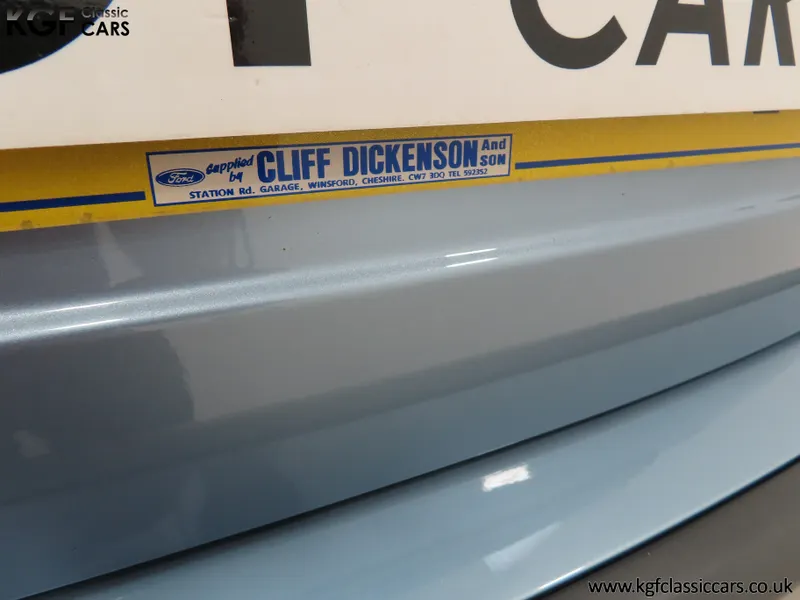 KGF Classic CARS
CAR
Ford
Supplied by
CLIFF DICKENSON And SON
STATION Rd. GARAGE, WINSFORD, CHESHIRE. CW7 3DQ TEL 592352
www.kgfclassiccars.co.uk